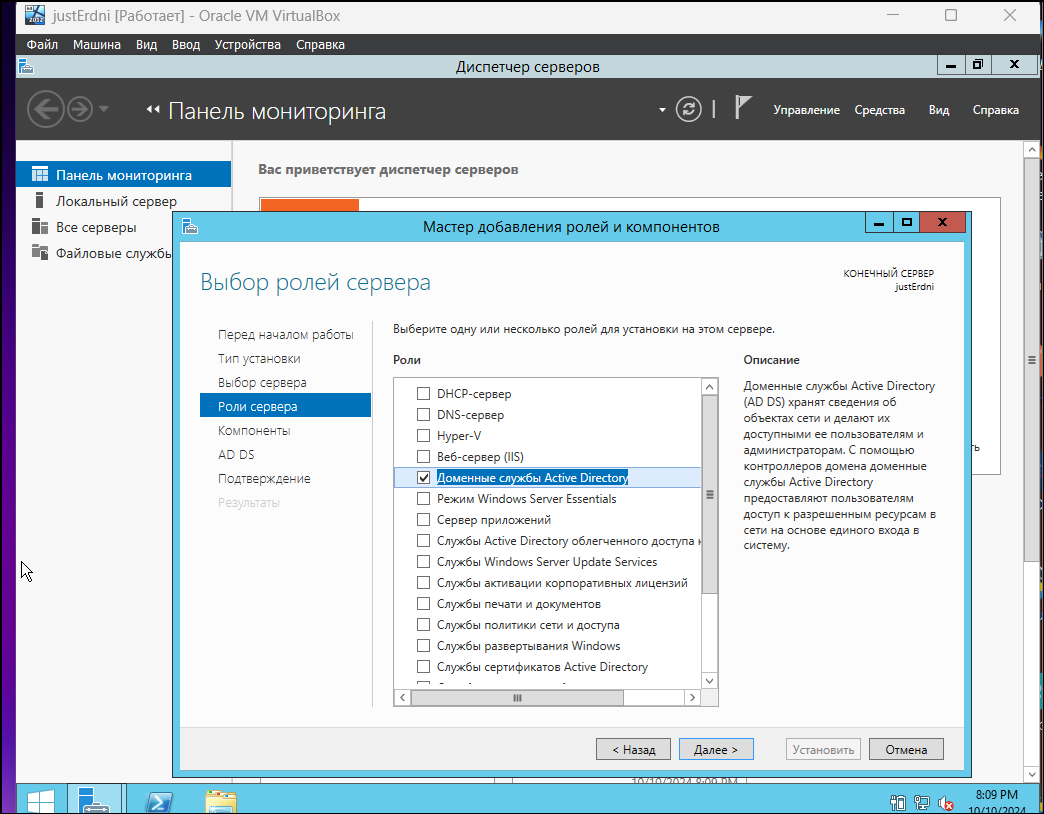 justErdni [Работает] - Oracle VM VirtualBox
Файл Машина Вид Ввод Устройства Справка
Диспетчер серверов
Панель мониторинга
Управление Средства Вид Справка
Панель мониторинга
Локальный сервер
Все серверы
Файловые службы
Вас приветствует диспетчер серверов
Мастер добавления ролей и компонентов
Выбор ролей сервера
КОНЕЧНЫЙ СЕРВЕР
justErdni
Перед началом работы
Тип установки
Выбор сервера
Роли сервера
Компоненты
AD DS
Подтверждение
Результаты
Выберите одну или несколько ролей для установки на этом сервере.
Роли
DHCP-сервер
DNS-сервер
Hyper-V
Веб-сервер (IIS)
Доменные службы Active Directory
Режим Windows Server Essentials
Сервер приложений
Службы Active Directory облегченного доступа
Службы Windows Server Update Services
Службы активации корпоративных лицензий
Службы печати и документов
Службы политики сети и доступа
Службы развертывания Windows
Службы сертификатов Active Directory
Описание
Доменные службы Active Directory
(AD DS) хранят сведения об
объектах сети и делают их
доступными ее пользователям и
администраторам. С помощью
контроллеров домена доменные
службы Active Directory
предоставляют пользователям
доступ к разрешенным ресурсам в
сети на основе единого входа в
систему.
< Назад Далее > Установить Отмена
10/10/2024 8:09 PM
8:09 PM
10/10/2024